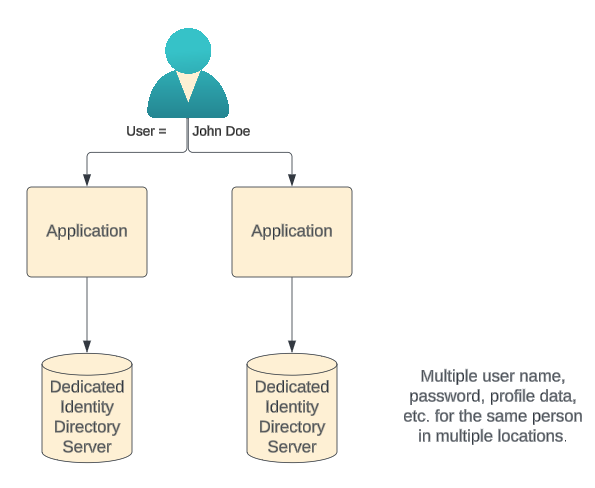 User =
John Doe
Application
Application
Dedicated
Identity
Directory
Server
Dedicated
Identity
Directory
Server
Multiple user name,
password, profile data,
etc. for the same person
in multiple locations.